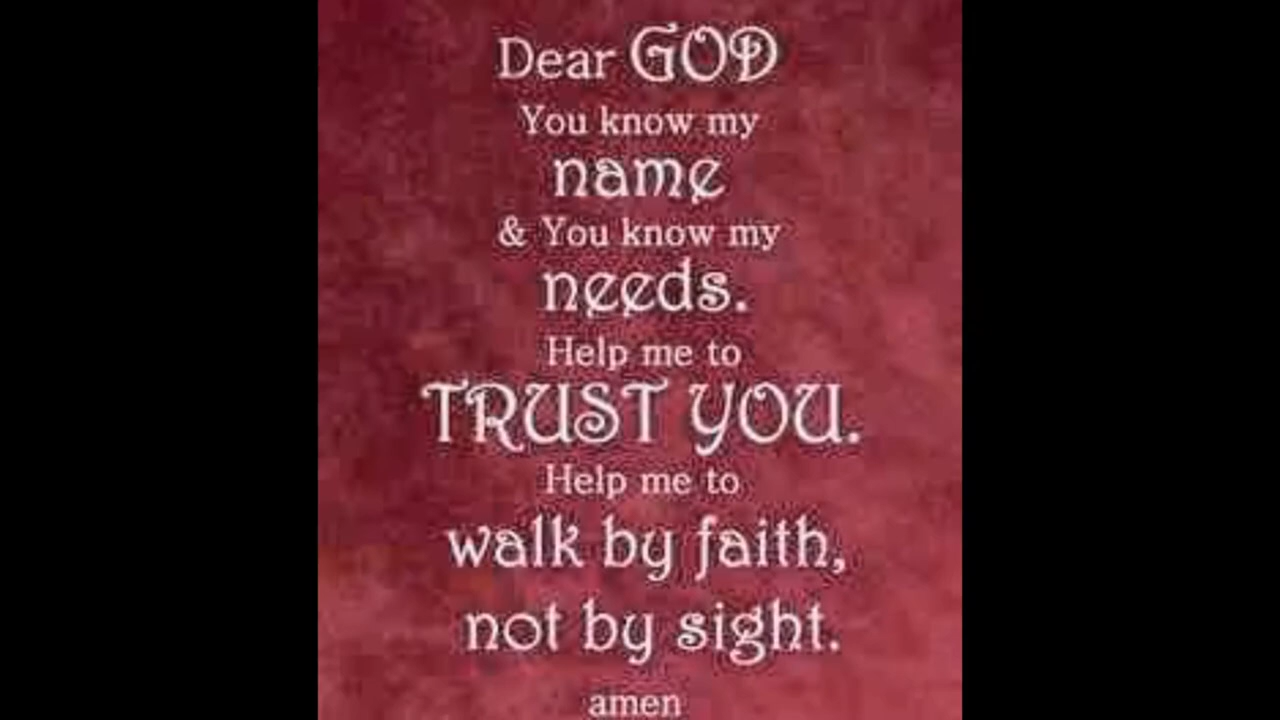 Dear GOD
You know my
name
& You know my
needs.
Help me to
TRUST YOU.
Help me to
walk by faith,
not by sight.
amen